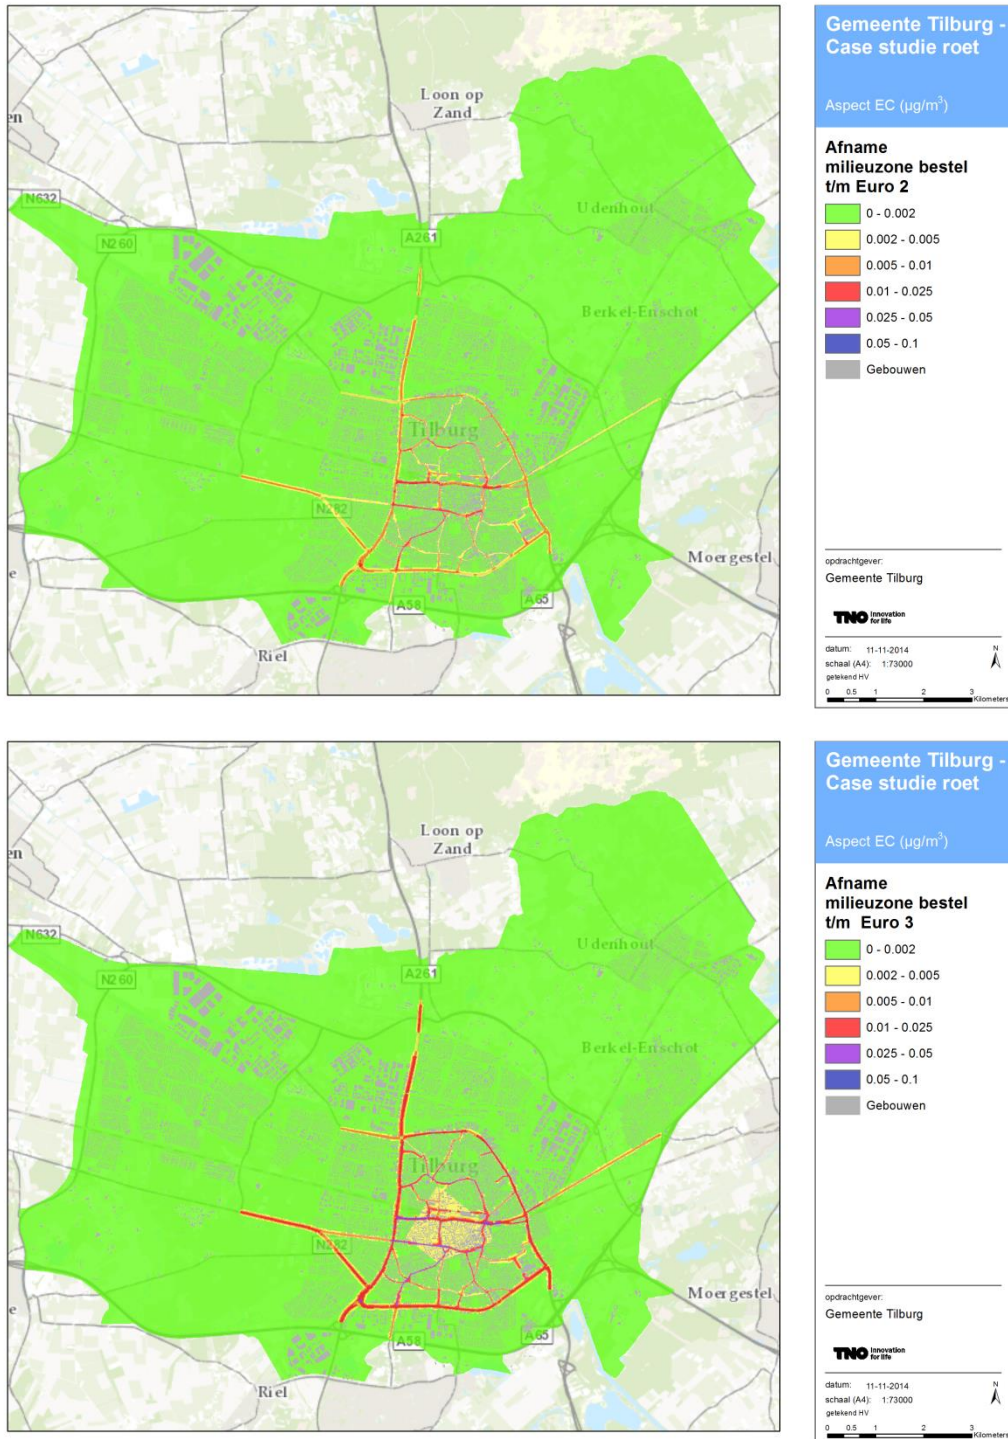 Loon op
Zand
en
N632
Udenhout
N260
A261
Berkel-Enschot
Tilburg
N282
Moergestel
e
A58
A65
Riel
Gemeente Tilburg -
Case studie roet
Aspect EC (µg/m³)
Afname
milieuzone bestel
t/m Euro 2
0 - 0.002
0.002 - 0.005
0.005 - 0.01
0.01 - 0.025
0.025 - 0.05
0.05 - 0.1
Gebouwen
opdrachtgever:
Gemeente Tilburg
TNO innovation
for life
datum: 11-11-2014
N
schaal (A4): 1:73000
getekend HV
0 0.5 1 2 3
Kilometers
Loon op
Zand
en
N632
Udenhout
N260
A261
Berkel-Enschot
Tilburg
N282
Moergestel
e
A58
A65
Riel
Gemeente Tilburg -
Case studie roet
Aspect EC (µg/m³)
Afname
milieuzone bestel
t/m Euro 3
0 - 0.002
0.002 - 0.005
0.005 - 0.01
0.01 - 0.025
0.025 - 0.05
0.05 - 0.1
Gebouwen
opdrachtgever:
Gemeente Tilburg
TNO innovation
for life
datum: 11-11-2014
N
schaal (A4): 1:73000
getekend HV
0 0.5 1 2 3
Kilometers